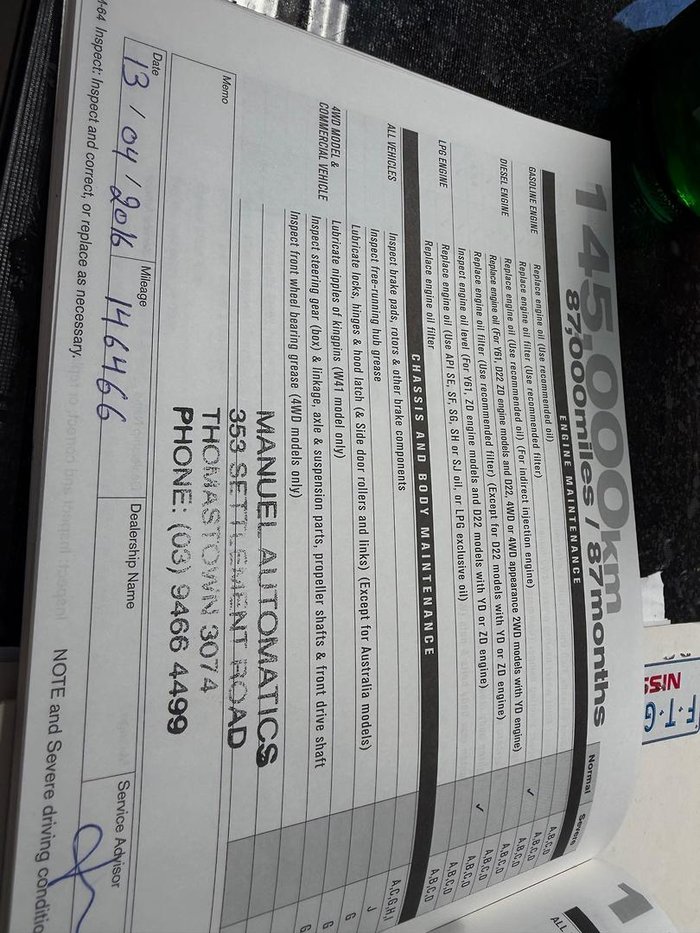 145,000km
87,000miles / 87months
Normal
Severe
ENGINE MAINTENANCE
GASOLINE ENGINE
Replace engine oil (Use recommended oil)
A,B,C,D
Replace engine oil filter (Use recommended filter)
A,B,C,D
DIESEL ENGINE
Replace engine oil (Use recommended oil) (For indirect injection engine)
✓
A,B,C,D
Replace engine oil (For Y61, D22 ZD engine models and D22, 4WD or 4WD appearance 2WD models with YD engine)
Replace engine oil filter (Use recommended filter) (Except for D22 models with YD or ZD engine)
A,B,C,D
Inspect engine oil level (For Y61, ZD engine models and D22 models with YD or ZD engine)
✓
A,B,C,D
LPG ENGINE
Replace engine oil (Use API SE, SF, SG, SH or SJ oil, or LPG exclusive oil)
A,B,C,D
Replace engine oil filter
A,B,C,D
CHASSIS AND BODY MAINTENANCE
ALL VEHICLES
Inspect brake pads, rotors & other brake components
A,C,G,H,J
Inspect free-running hub grease
J
Lubricate locks, hinges & hood latch (& Side door rollers and links) (Except for Australia models)
G
4WD MODEL & COMMERCIAL VEHICLE
Lubricate nipples of kingpins (W41 model only)
G
Inspect steering gear (box) & linkage, axle & suspension parts, propeller shafts & front drive shaft
G
Inspect front wheel bearing grease (4WD models only)
Memo
MANUEL AUTOMATICS
353 SETTLEMENT ROAD
THOMASTOWN 3074
PHONE: (03) 9466 4499
Date
Mileage
Dealership Name
Service Advisor
13/04/2016
146466
Inspect: Inspect and correct, or replace as necessary.
NOTE and Severe driving conditio
4-64
1
ALL
NISS
F·T·G